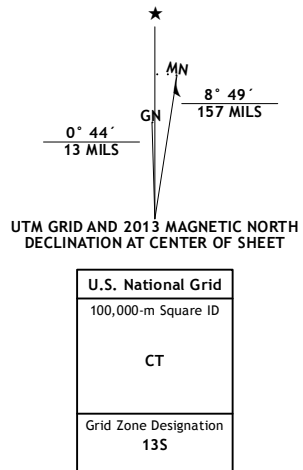 MN
8° 49´
157 MILS
GN
0° 44´
13 MILS
UTM GRID AND 2013 MAGNETIC NORTH
DECLINATION AT CENTER OF SHEET
U.S. National Grid
100,000-m Square ID
CT
Grid Zone Designation
13S